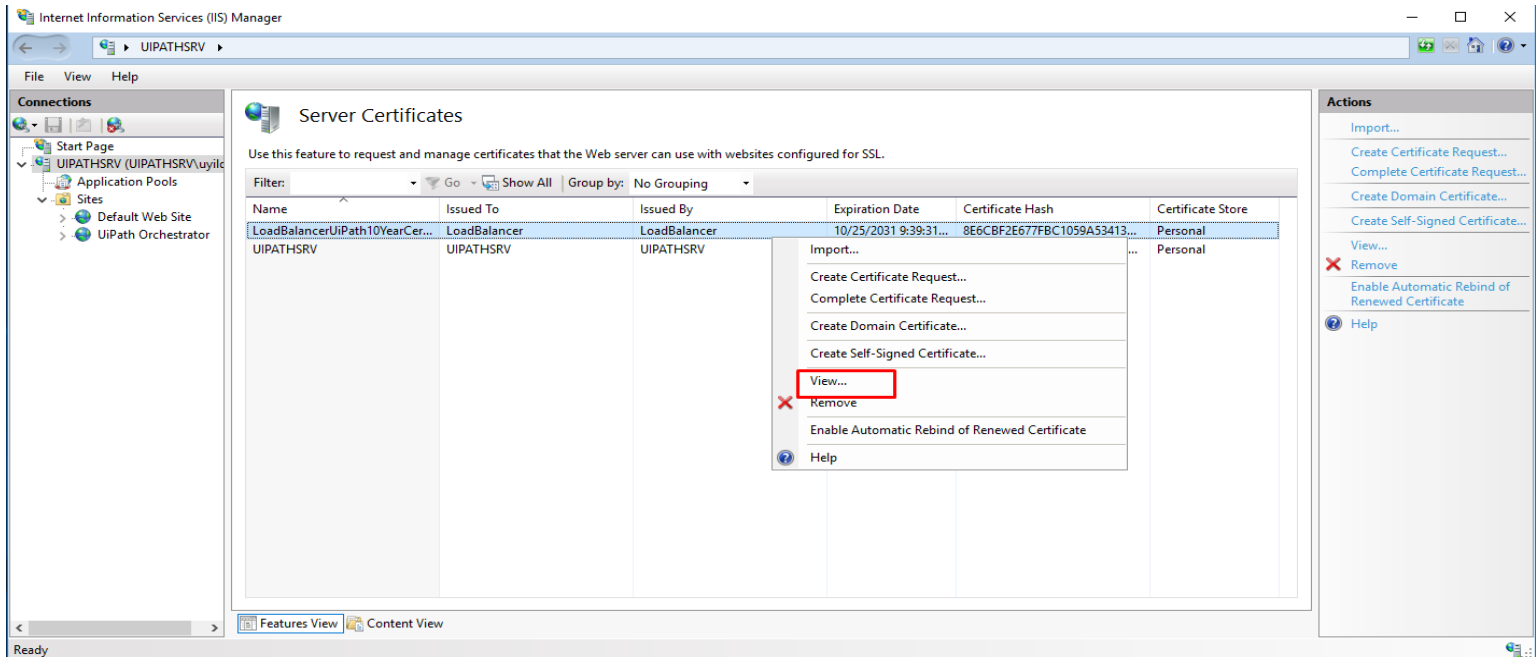 Internet Information Services (IIS) Manager
UIPATHSRV
File View Help
Connections
Start Page
UIPATHSRV (UIPATHSRV\uyild
Application Pools
Sites
Default Web Site
UiPath Orchestrator
Server Certificates
Use this feature to request and manage certificates that the Web server can use with websites configured for SSL.
Filter: Go Show All Group by: No Grouping
Name Issued To Issued By Expiration Date Certificate Hash Certificate Store
LoadBalancerUiPath10YearCer... LoadBalancer LoadBalancer 10/25/2031 9:39:31... 8E6CBF2E677FBC1059A53413... Personal
UIPATHSRV UIPATHSRV UIPATHSRV ... Personal
Import...
Create Certificate Request...
Complete Certificate Request...
Create Domain Certificate...
Create Self-Signed Certificate...
View...
Remove
Enable Automatic Rebind of Renewed Certificate
Help
Features View Content View
Actions
Import...
Create Certificate Request...
Complete Certificate Request...
Create Domain Certificate...
Create Self-Signed Certificate...
View...
Remove
Enable Automatic Rebind of
Renewed Certificate
Help
Ready